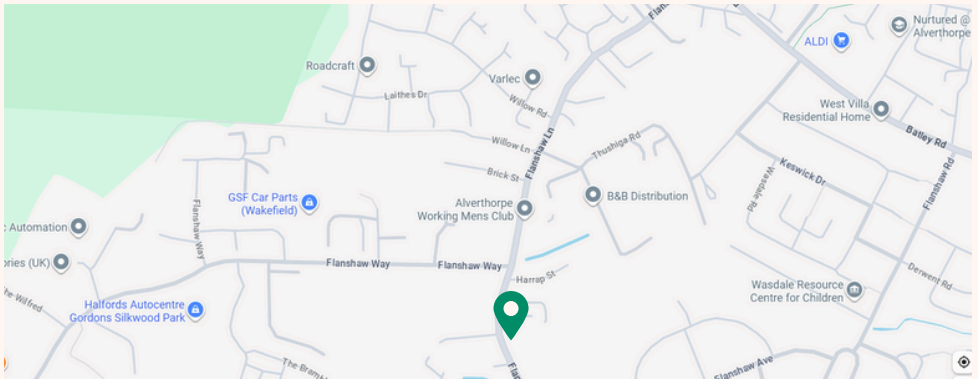 Nurtured @
Alverthorpe
ALDI
Roadcraft
Varlec
Laithes Dr
Willow Rd
West Villa
Residential Home
Batley Rd
Willow Ln
Flanshaw Ln
Thushiga Rd
Brick St
Keswick Dr
Wasdale Rd
Flanshaw Rd
GSF Car Parts
(Wakefield)
Alverthorpe
Working Mens Club
B&B Distribution
Flanshaw Way
Automation
(UK)
Flanshaw Way
Flanshaw Way
Harrap St
Derwent Rd
Wasdale Resource
Centre for Children
Halfords Autocentre
Gordons Silkwood Park
Wilfred
The
Flanshaw Ave